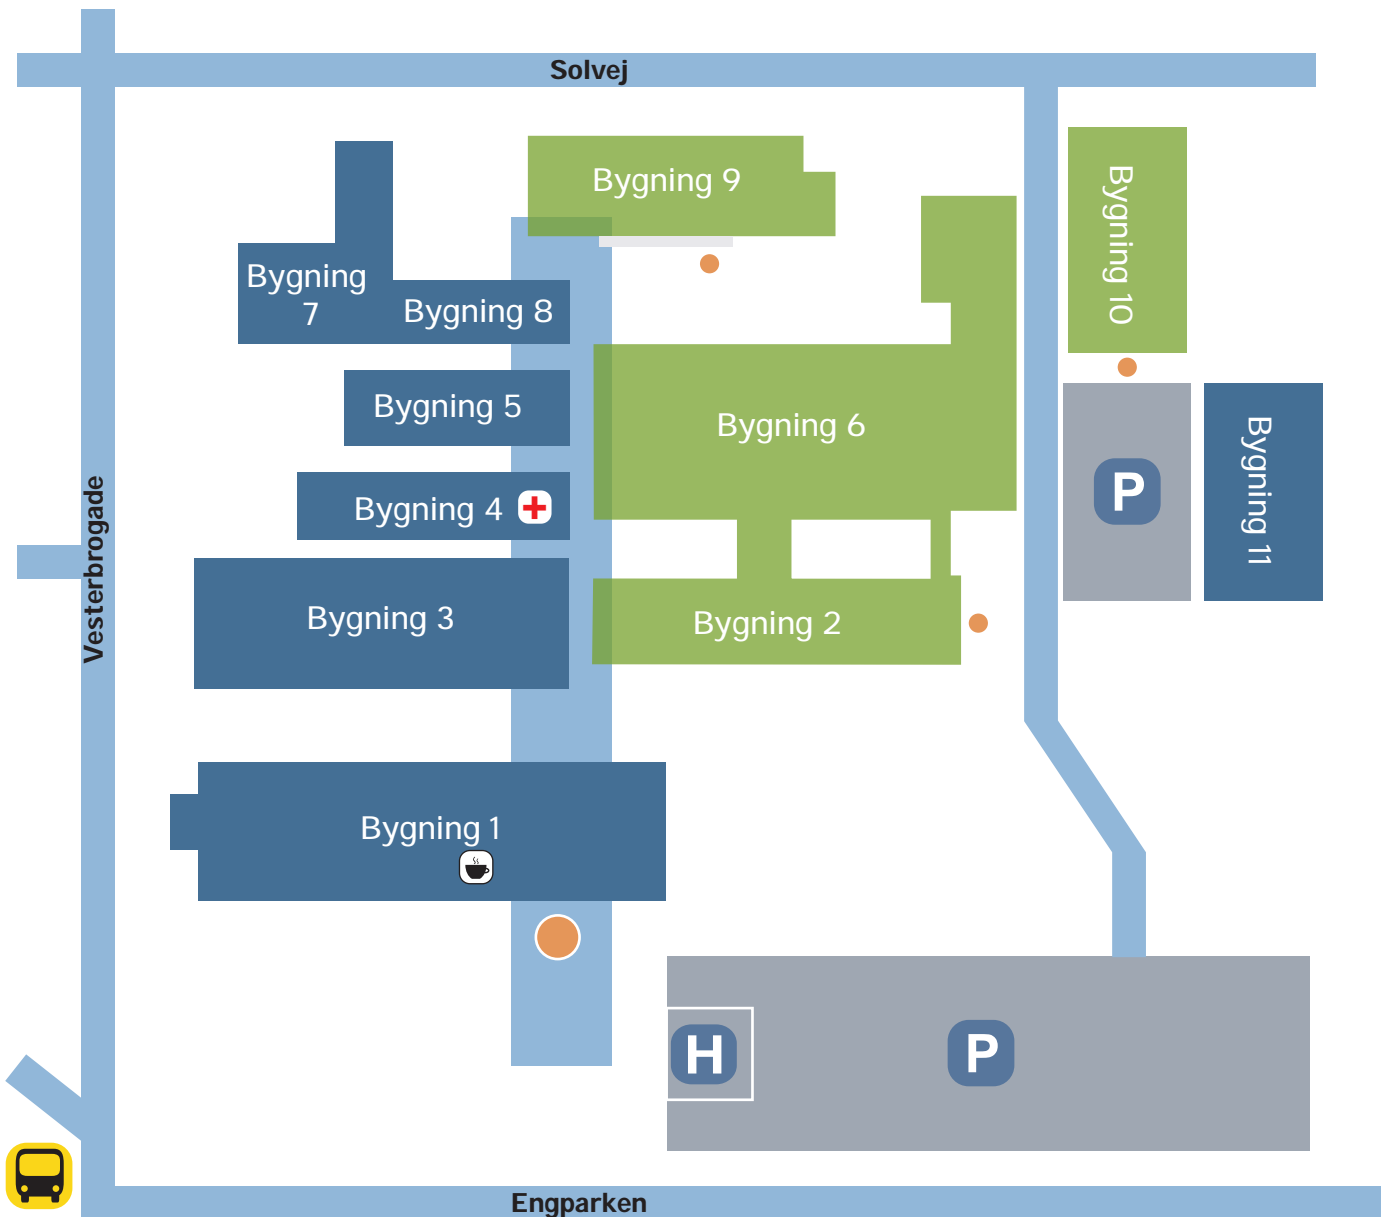 Solvej
Bygning 9
Bygning 10
Bygning
7
Bygning 8
Bygning 5
Bygning 6
Bygning 4
P
Bygning 11
Vesterbrogade
Bygning 3
Bygning 2
Bygning 1
H
P
Engparken